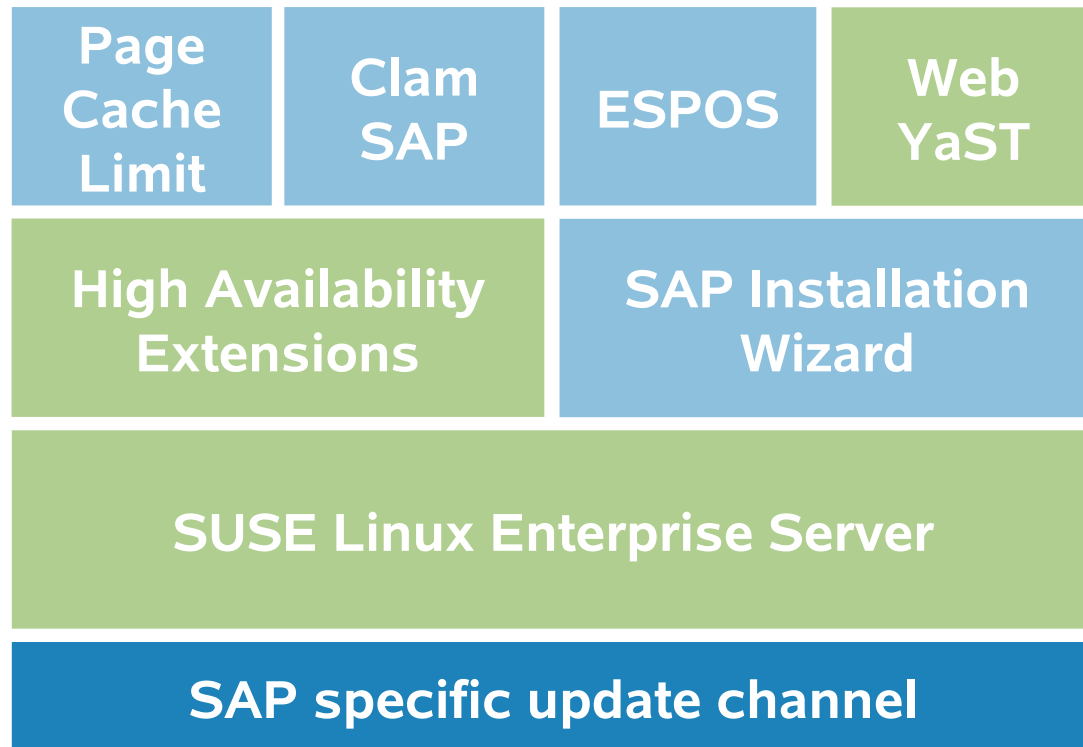 Page
Cache
Limit
Clam
SAP
ESPOS
Web
YaST
High Availability
Extensions
SAP Installation
Wizard
SUSE Linux Enterprise Server
SAP specific update channel